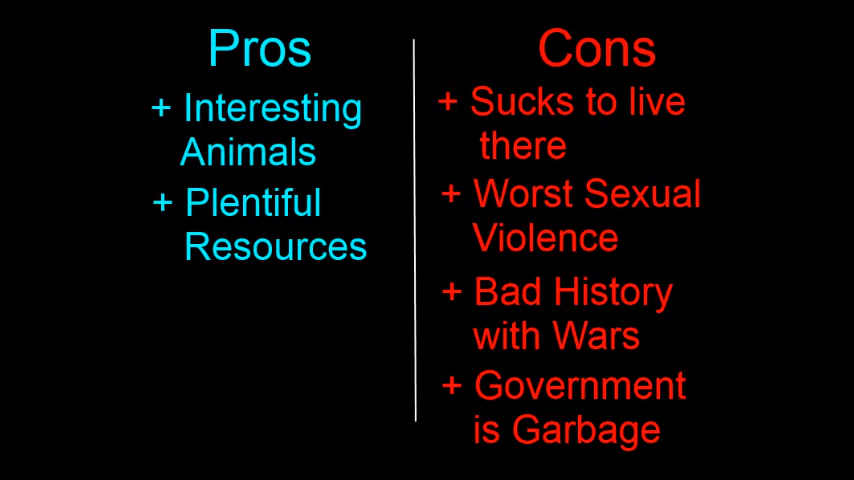 Pros
+ Interesting
Animals
+ Plentiful
Resources
Cons
+ Sucks to live
there
+ Worst Sexual
Violence
+ Bad History
with Wars
+ Government
is Garbage